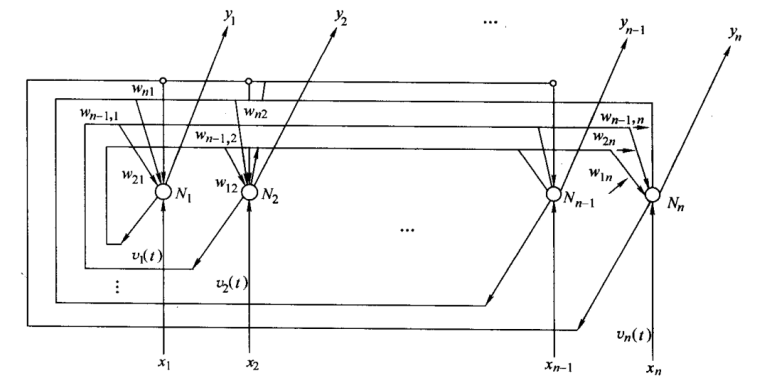 y₁ y₂ ... yₙ₋₁ yₙ
wₙ₁ wₙ₂
wₙ₋₁,₁ wₙ₋₁,ₙ
wₙ₋₁,₂ w₂ₙ
w₂₁ w₁₂ w₁ₙ
N₁ N₂ Nₙ₋₁ Nₙ
...
v₁(t)
⋮ v₂(t)
vₙ(t)
x₁ x₂ xₙ₋₁ xₙ